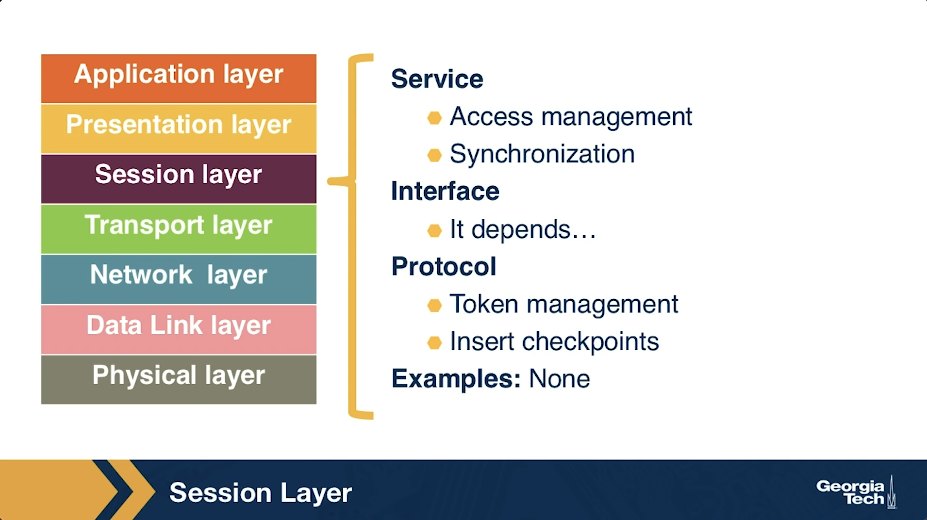 Application layer
Presentation layer
Session layer
Transport layer
Network layer
Data Link layer
Physical layer
Service
Access management
Synchronization
Interface
It depends...
Protocol
Token management
Insert checkpoints
Examples: None
Session Layer
Georgia
Tech